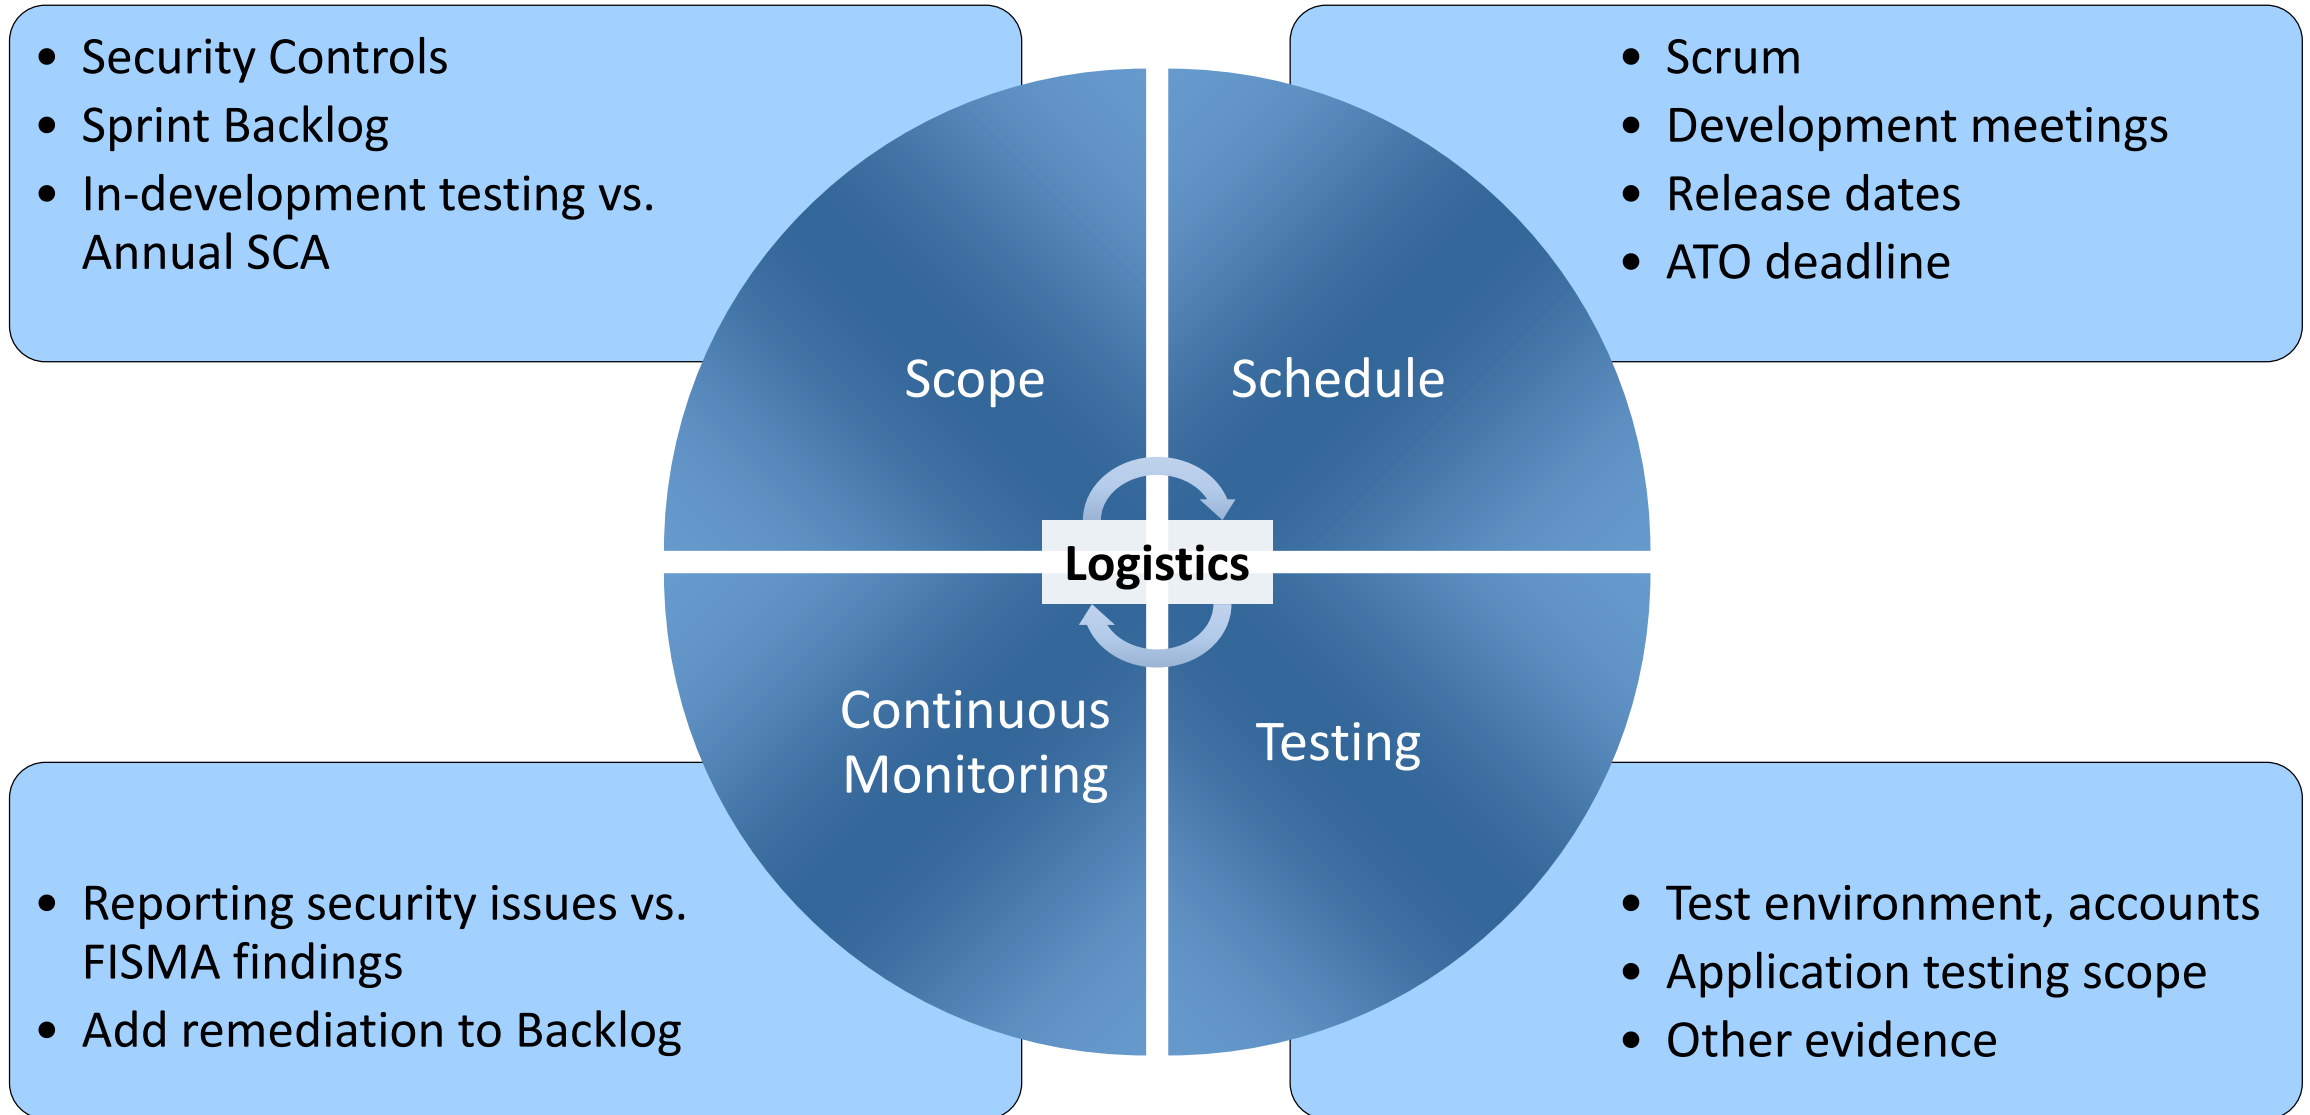 • Security Controls
• Sprint Backlog
• In-development testing vs.
Annual SCA
• Scrum
• Development meetings
• Release dates
• ATO deadline
Scope
Schedule
Logistics
Continuous
Monitoring
Testing
• Reporting security issues vs.
FISMA findings
• Add remediation to Backlog
• Test environment, accounts
• Application testing scope
• Other evidence